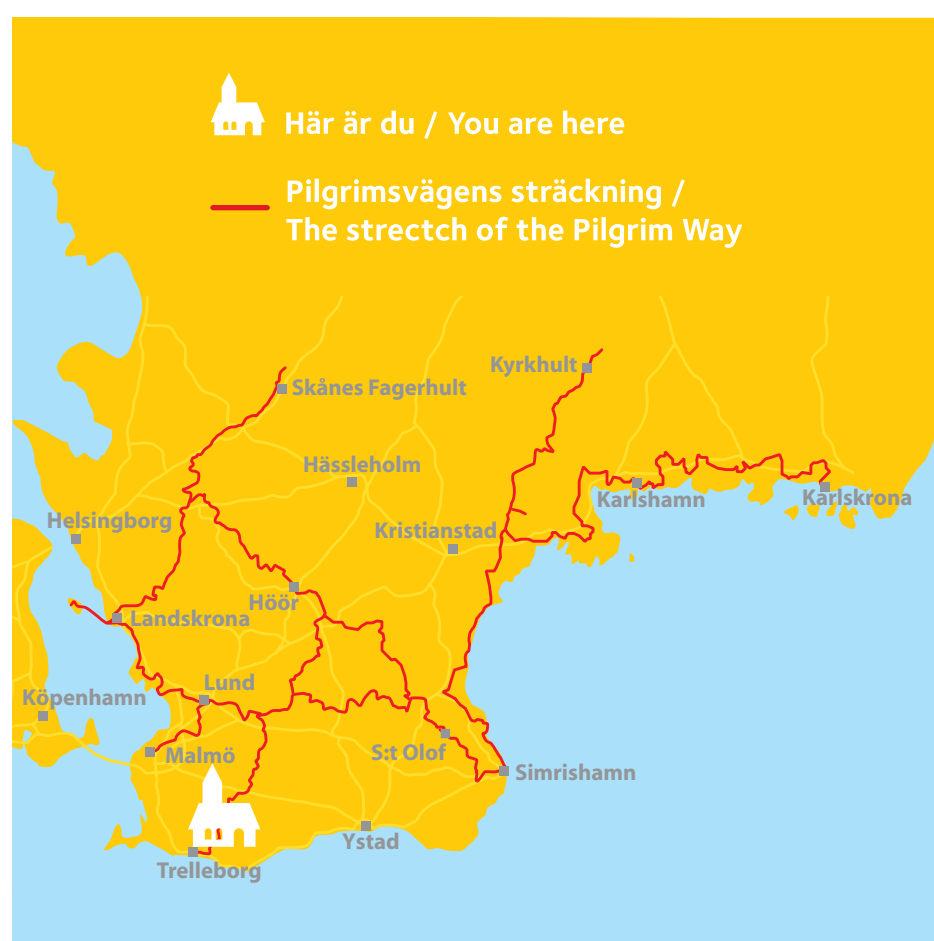 Här är du / You are here
Pilgrimsvägens sträckning /
The strectch of the Pilgrim Way
Kyrkhult
Skånes Fagerhult
Hässleholm
Karlshamn
Karlskrona
Helsingborg
Kristianstad
Höör
Landskrona
Lund
Köpenhamn
Malmö
S:t Olof
Simrishamn
Ystad
Trelleborg